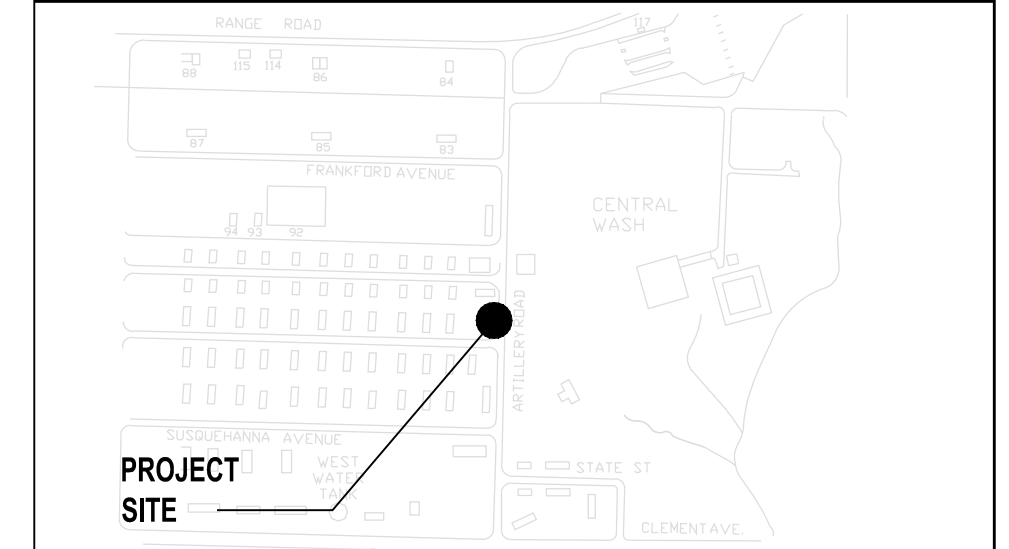 RANGE ROAD
117
88
115
114
86
84
87
85
83
FRANKFORD AVENUE
94
93
92
CENTRAL
WASH
ARTILLERY ROAD
SUSQUEHANNA AVENUE
WEST
WATER
TANK
STATE ST
CLEMENT AVE.
PROJECT
SITE